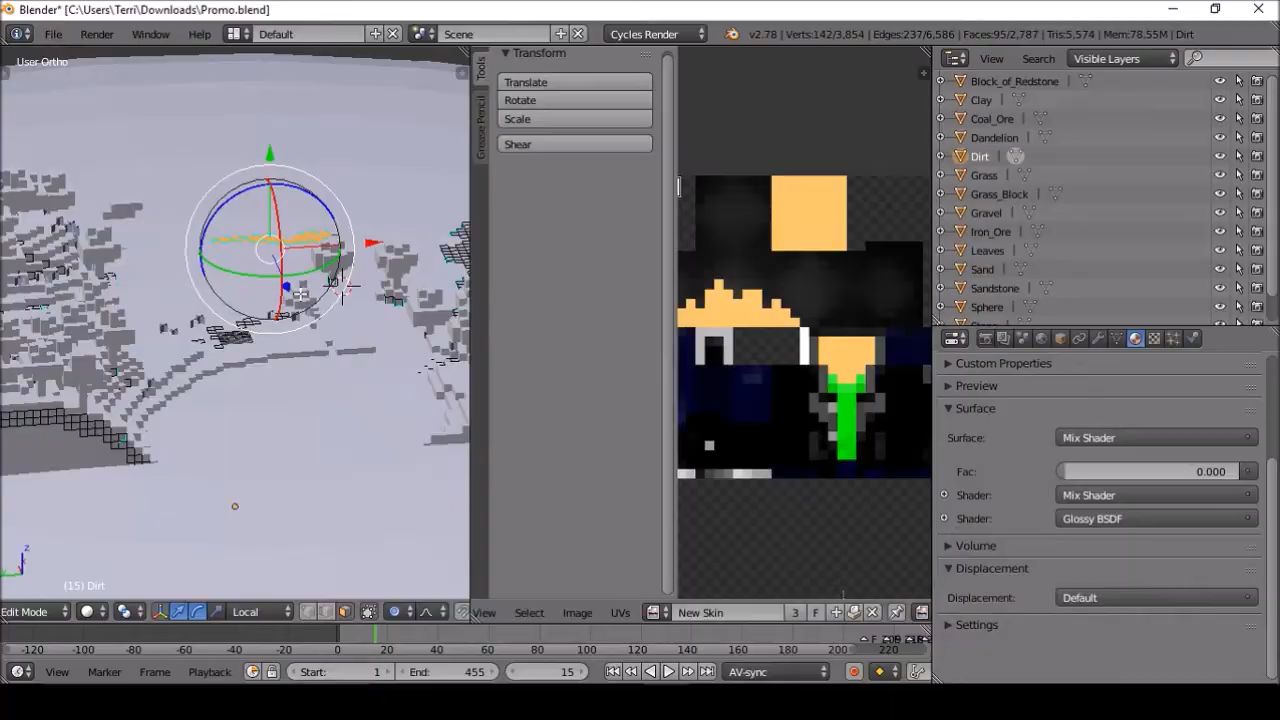 Blender* [C:\Users\Terri\Downloads\Promo.blend]
File Render Window Help Default Scene Cycles Render v2.78 | Verts:142/3,854 | Edges:237/6,586 | Faces:95/2,787 | Tris:5,574 | Mem:78.55M | Dirt
User Ortho
Tools
Grease Pencil
Transform
Translate
Rotate
Scale
Shear
View Search Visible Layers
Block_of_Redstone
Clay
Coal_Ore
Dandelion
Dirt
Grass
Grass_Block
Gravel
Iron_Ore
Leaves
Sand
Sandstone
Sphere
Custom Properties
Preview
Surface
Surface: Mix Shader
Fac: 0.000
Shader: Mix Shader
Shader: Glossy BSDF
Volume
Displacement
Displacement: Default
Settings
z
(15) Dirt
Edit Mode Local
View Select Image UVs New Skin 3 F
-120 -100 -80 -60 -40 -20 0 20 40 60 80 100 120 140 160 180 200 220
View Marker Frame Playback Start: 1 End: 455 15 AV-sync